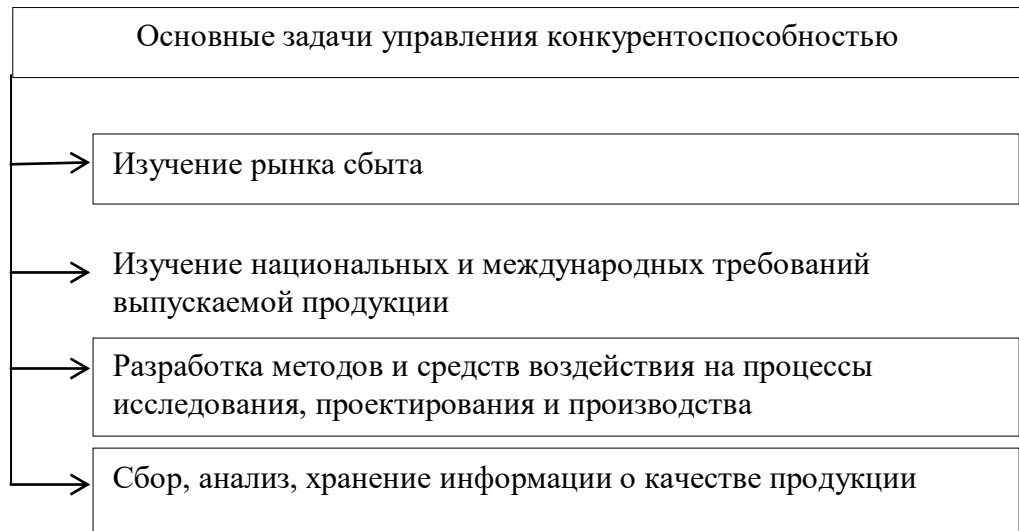 Основные задачи управления конкурентоспособностью
Изучение рынка сбыта
Изучение национальных и международных требований
выпускаемой продукции
Разработка методов и средств воздействия на процессы
исследования, проектирования и производства
Сбор, анализ, хранение информации о качестве продукции